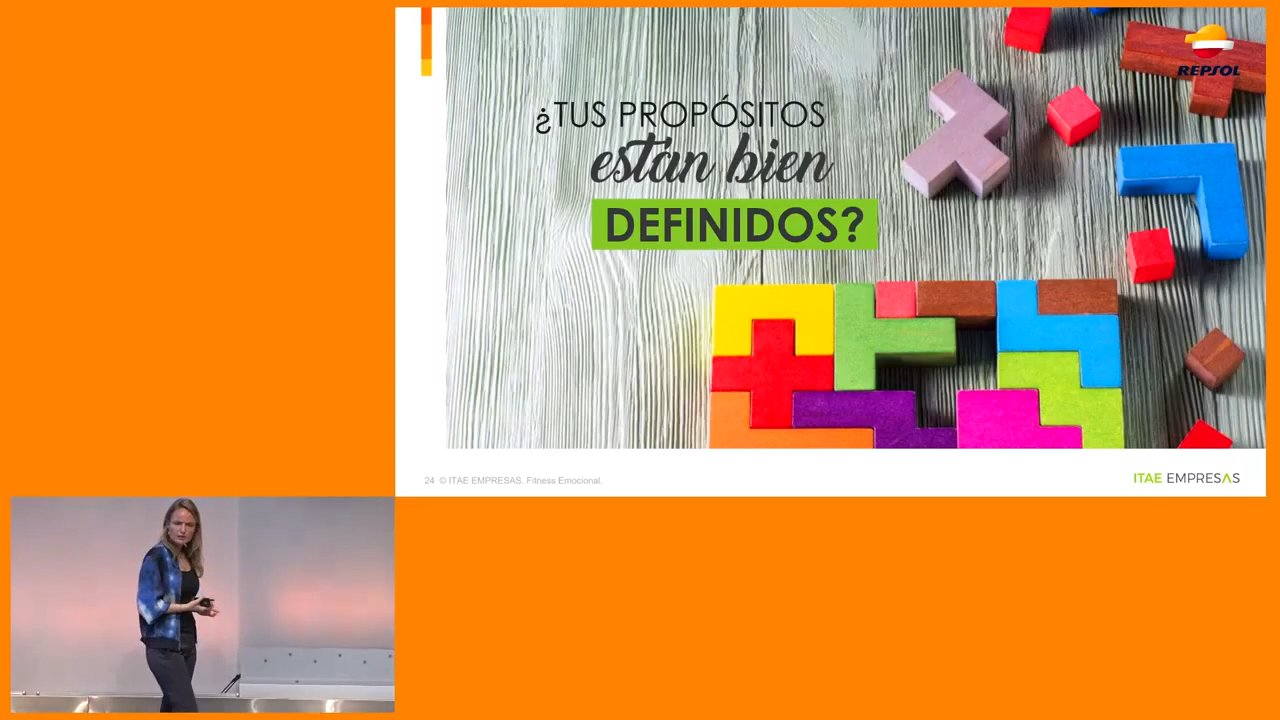 REPSOL
¿TUS PROPÓSITOS
están bien
DEFINIDOS?
24 © ITAE EMPRESAS. Fitness Emocional.
ITAE EMPRESAS